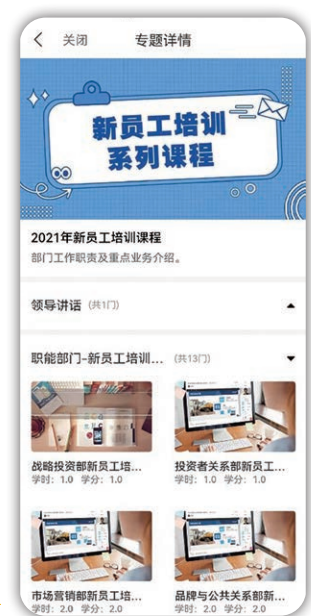 关闭 专题详情
新员工培训
系列课程
2021年新员工培训课程
部门工作职责及重点业务介绍。
领导讲话 (共1门)
职能部门-新员工培训... (共13门)
战略投资部新员工培...
学时: 1.0 学分: 1.0
投资者关系部新员工...
学时: 1.0 学分: 1.0
市场营销部新员工培...
学时: 2.0 学分: 2.0
品牌与公共关系部新...
学时: 2.0 学分: 2.0